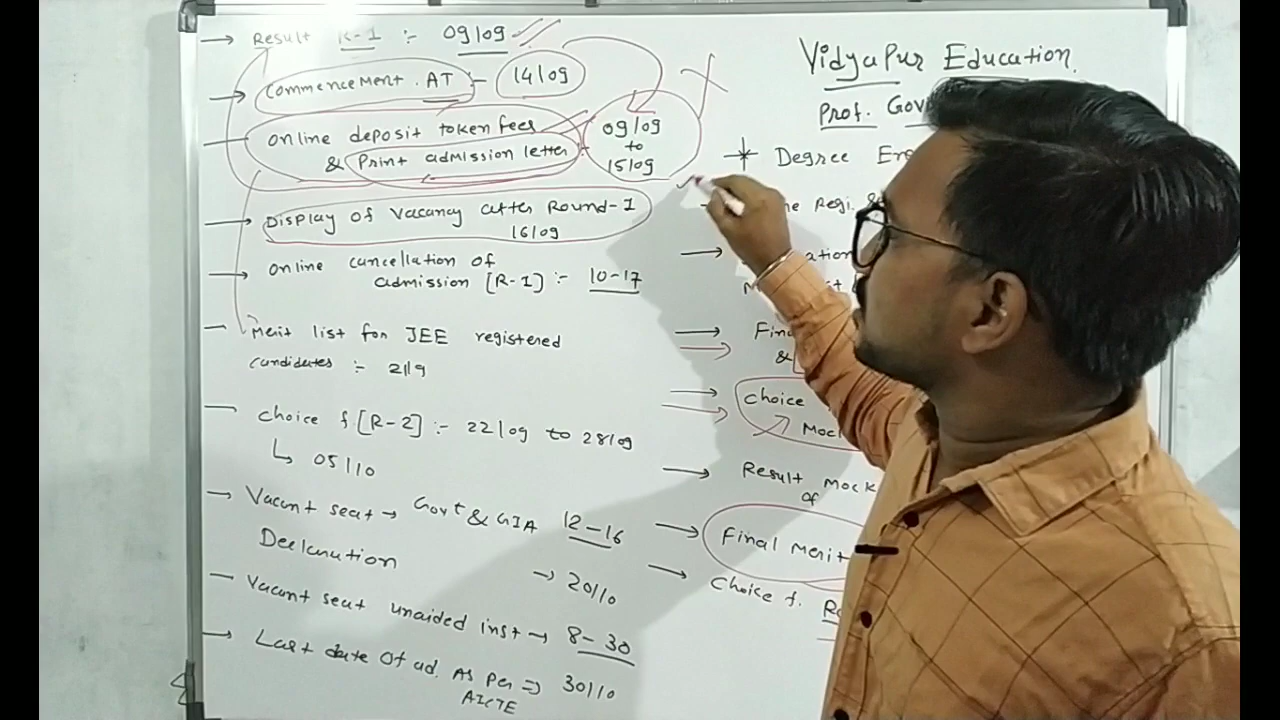 → Result R-1 :- 09/09
→ Commencement . AT :- 14/09
— Online deposit token fees
& Print admission letter :- 09/09 to 15/09
→ Display of Vacancy after Round-I
16/09
→ Online cancellation of
admission [R-I] :- 10-17
— Merit list for JEE registered
candidates :- 21/9
— Choice f. [R-2] :- 22/09 to 28/09
↳ 05/10
→ Vacant seat → Govt & GIA 12-16
Declaration → 20/10
→ Vacant seat unaided inst → 8-30
→ Last date of ad. As per ⇒ 30/10
AICTE
Vidyapur Education.
Prof.
Degree
Regi.
→
→
&
→ Choice
Mock
→ Result Mock
of
→ Final Merit
→ Choice f.